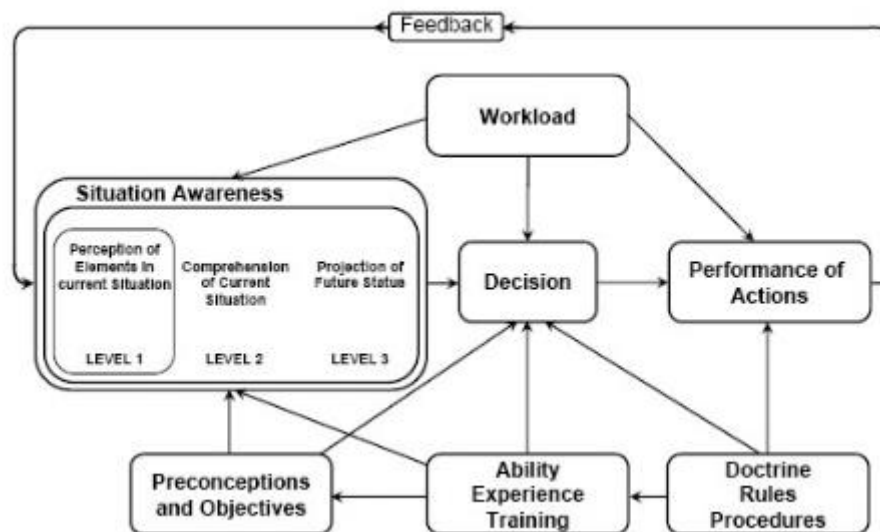 Feedback
Workload
Situation Awareness
Perception of
Elements in
current Situation
LEVEL 1
Comprehension
of Current
Situation
LEVEL 2
Projection of
Future Status
LEVEL 3
Decision
Performance of
Actions
Preconceptions
and Objectives
Ability
Experience
Training
Doctrine
Rules
Procedures